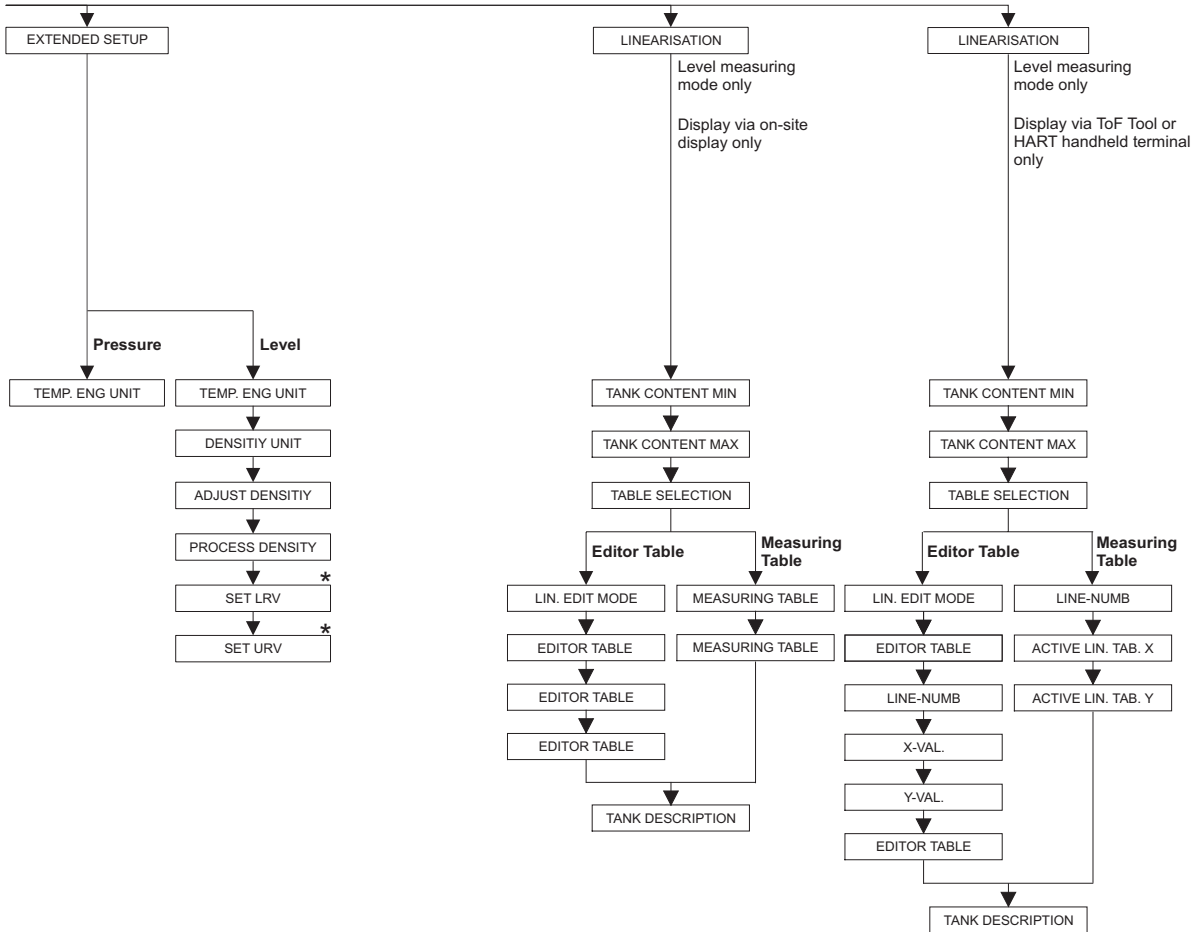 EXTENDED SETUP
LINEARISATION
LINEARISATION
Level measuring
mode only
Display via on-site
display only
Level measuring
mode only
Display via ToF Tool or
HART handheld terminal
only
Pressure
Level
TEMP. ENG UNIT
TEMP. ENG UNIT
DENSITIY UNIT
ADJUST DENSITIY
PROCESS DENSITY
*
SET LRV
*
SET URV
TANK CONTENT MIN
TANK CONTENT MAX
TABLE SELECTION
Editor Table
Measuring
Table
LIN. EDIT MODE
EDITOR TABLE
EDITOR TABLE
EDITOR TABLE
MEASURING TABLE
MEASURING TABLE
TANK DESCRIPTION
TANK CONTENT MIN
TANK CONTENT MAX
TABLE SELECTION
Editor Table
Measuring
Table
LIN. EDIT MODE
EDITOR TABLE
LINE-NUMB
X-VAL.
Y-VAL.
EDITOR TABLE
LINE-NUMB
ACTIVE LIN. TAB. X
ACTIVE LIN. TAB. Y
TANK DESCRIPTION